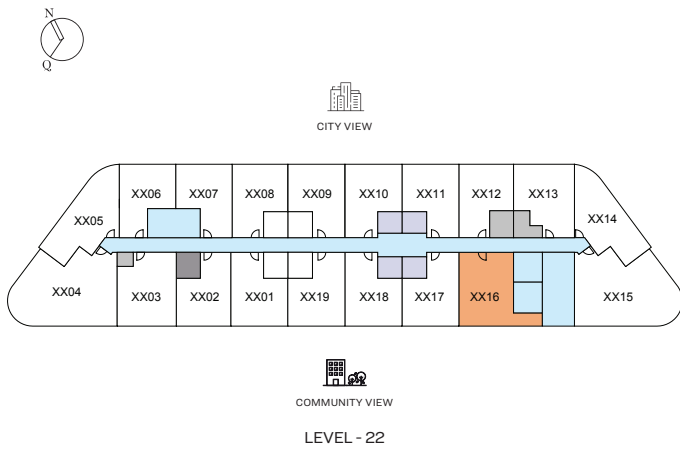 N
Q
CITY VIEW
XX06 XX07 XX08 XX09 XX10 XX11 XX12 XX13
XX05 XX14
XX04 XX03 XX02 XX01 XX19 XX18 XX17 XX16 XX15
COMMUNITY VIEW
LEVEL - 22